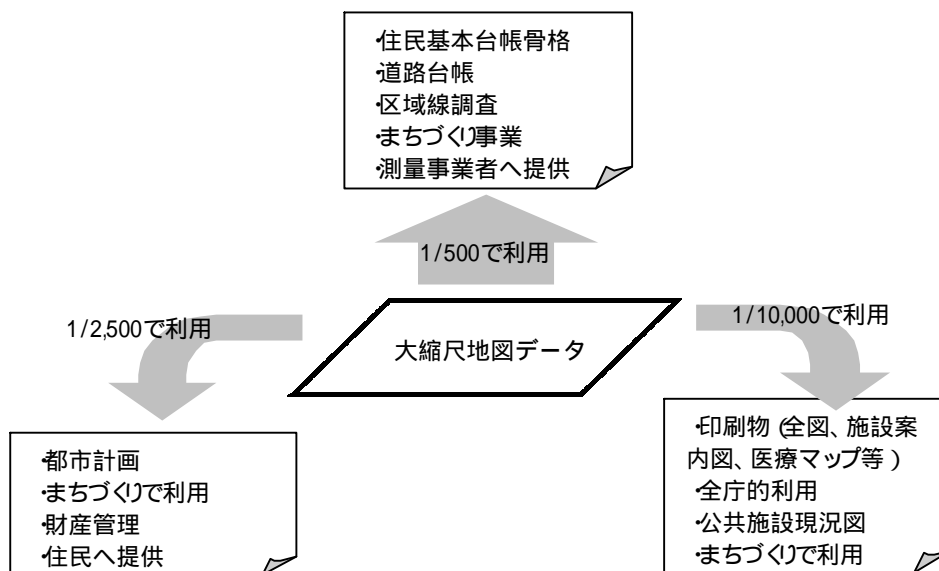 ・住民基本台帳骨格
・道路台帳
・区域線調査
・まちづくり事業
・測量事業者へ提供
1/500で利用
1/2,500で利用
1/10,000で利用
大縮尺地図データ
・都市計画
・まちづくりで利用
・財産管理
・住民へ提供
・印刷物（全図、施設案
内図、医療マップ等）
・全庁的利用
・公共施設現況図
・まちづくりで利用